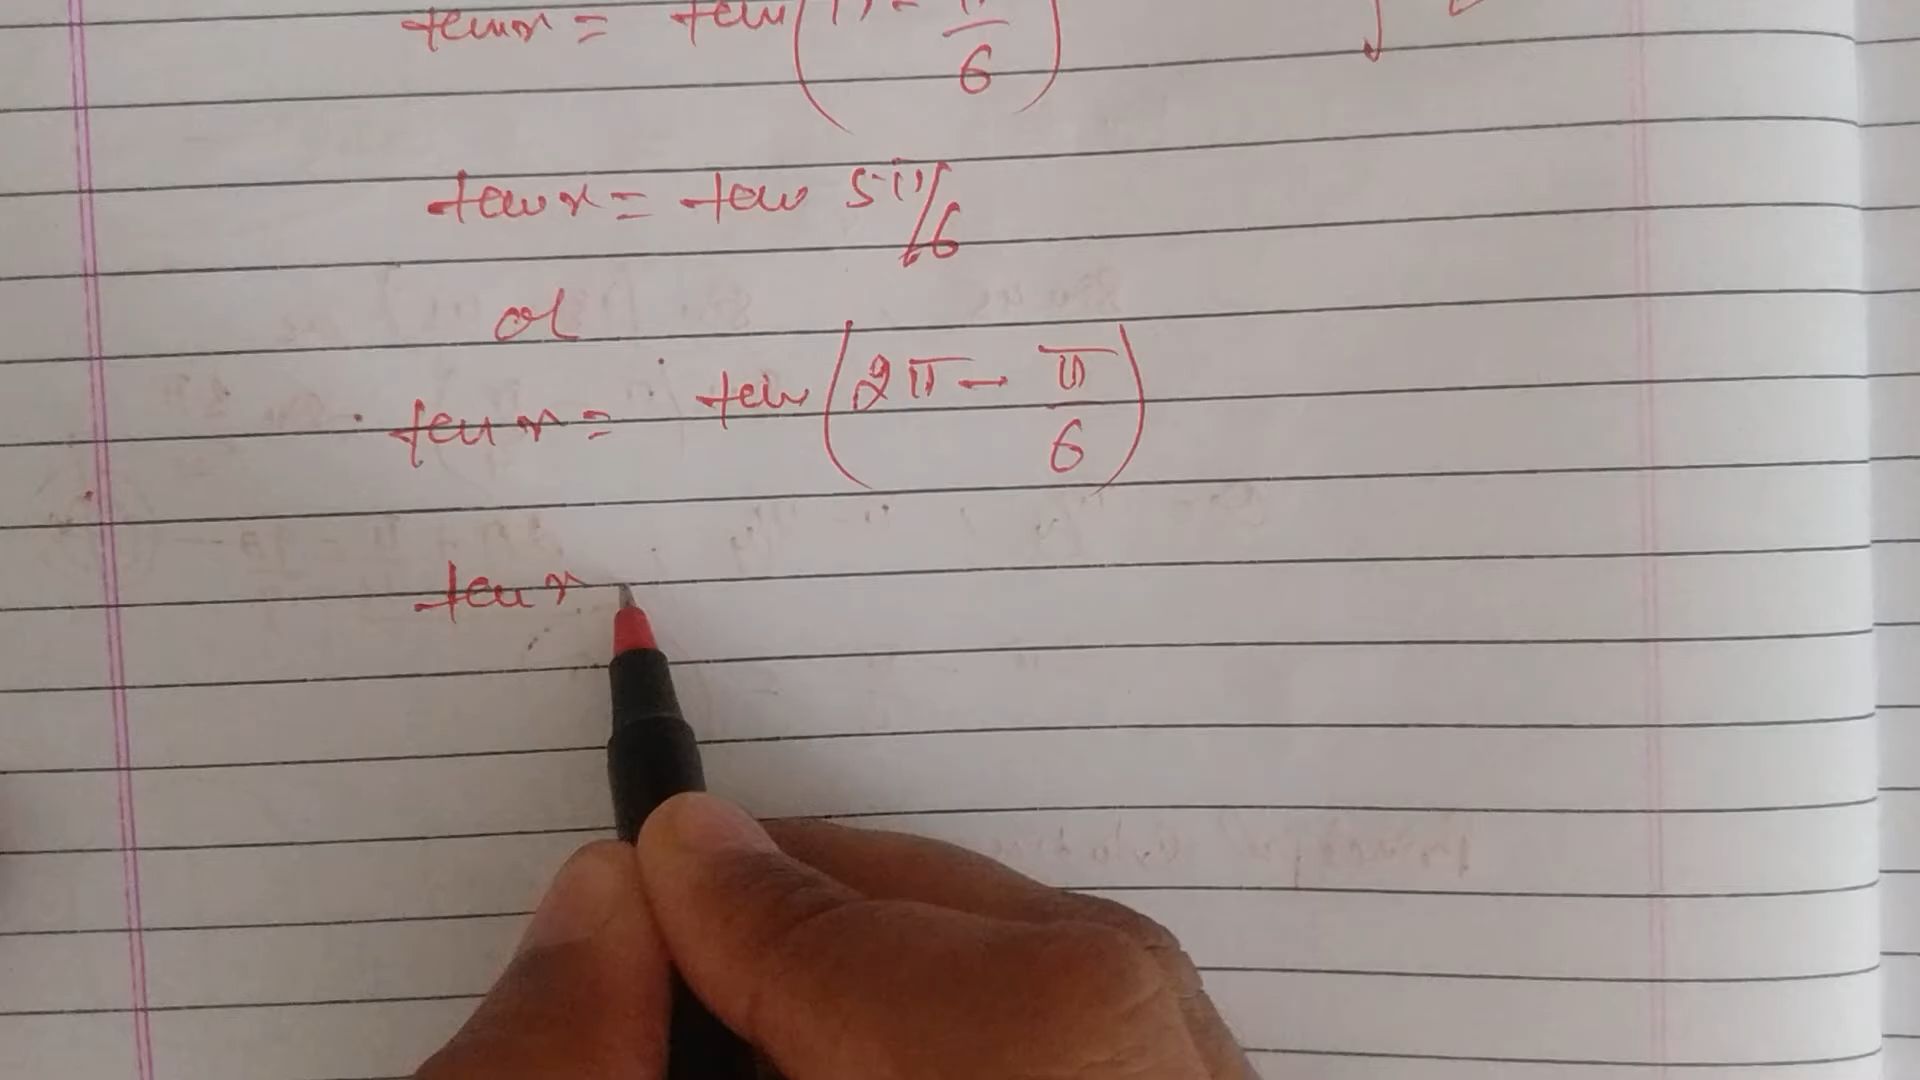 tan x = tan (π - π/6)
tan x = tan 5π/6
or
tan x = tan (2π - π/6)
tan x